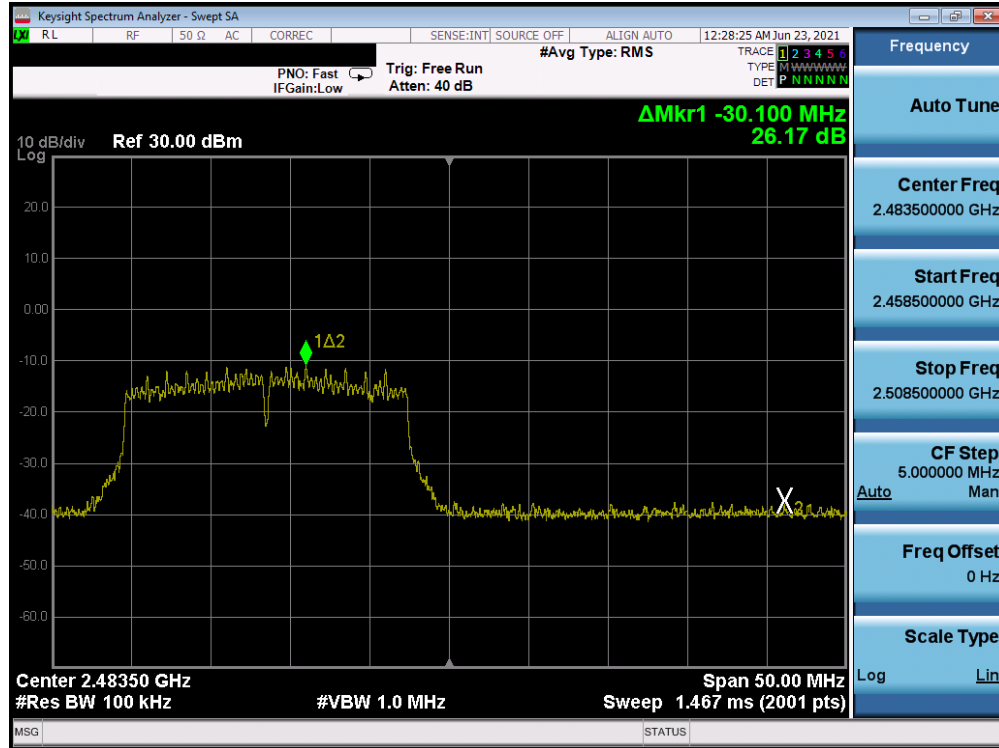 Keysight Spectrum Analyzer - Swept SA
LXI RL RF 50 Ω AC CORREC SENSE:INT SOURCE OFF ALIGN AUTO 12:28:25 AM Jun 23, 2021
#Avg Type: RMS
TRACE 1 2 3 4 5 6
TYPE M WWWWW
DET P N N N N N
PNO: Fast
IFGain:Low
Trig: Free Run
Atten: 40 dB
ΔMkr1 -30.100 MHz
26.17 dB
10 dB/div
Log
Ref 30.00 dBm
20.0
10.0
0.00
-10.0
-20.0
-30.0
-40.0
-50.0
-60.0
1Δ2
X2
Center 2.48350 GHz
#Res BW 100 kHz
#VBW 1.0 MHz
Span 50.00 MHz
Sweep 1.467 ms (2001 pts)
MSG
STATUS
Frequency
Auto Tune
Center Freq
2.483500000 GHz
Start Freq
2.458500000 GHz
Stop Freq
2.508500000 GHz
CF Step
5.000000 MHz
Auto Man
Freq Offset
0 Hz
Scale Type
Log Lin